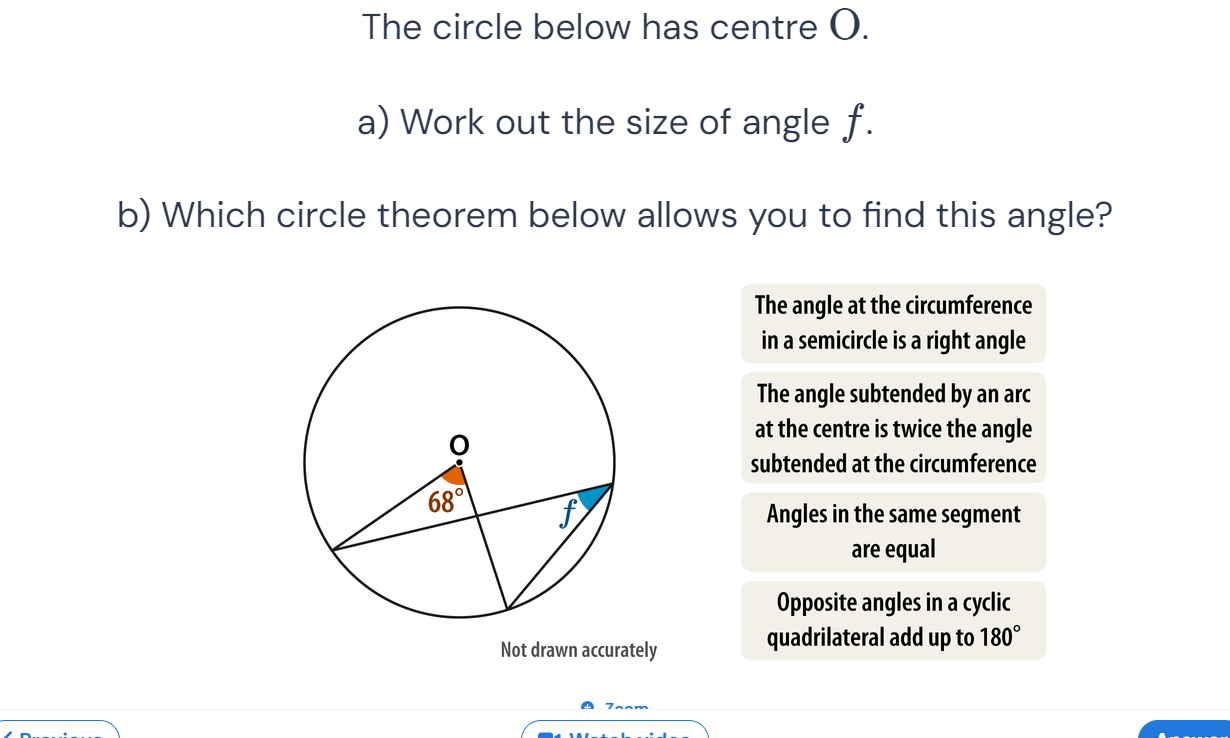 The circle below has centre O.
a) Work out the size of angle f.
b) Which circle theorem below allows you to find this angle?
The angle at the circumference
in a semicircle is a right angle
The angle subtended by an arc
at the centre is twice the angle
subtended at the circumference
Angles in the same segment
are equal
Opposite angles in a cyclic
quadrilateral add up to 180°
O
68°
f
Not drawn accurately
Zoom
Previous
Watch video
Answer